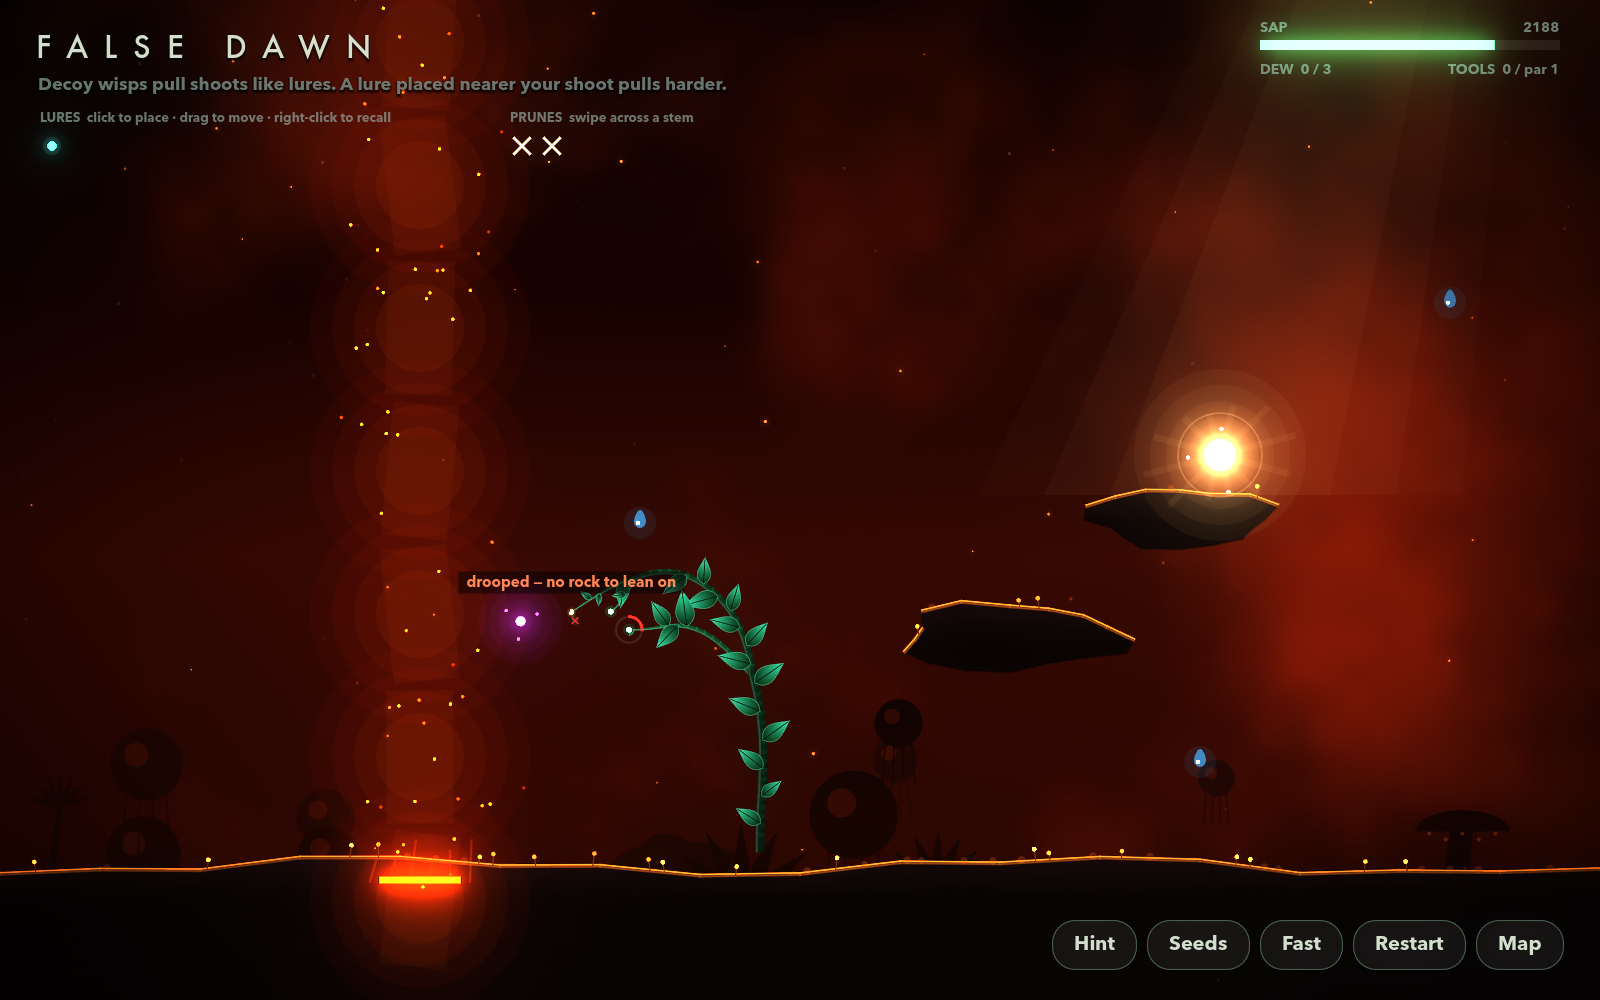 FALSE DAWN
Decoy wisps pull shoots like lures. A lure placed nearer your shoot pulls harder.
LURES click to place · drag to move · right-click to recall
PRUNES swipe across a stem
SAP 2188
DEW 0 / 3 TOOLS 0 / par 1
drooped – no rock to lean on
Hint Seeds Fast Restart Map